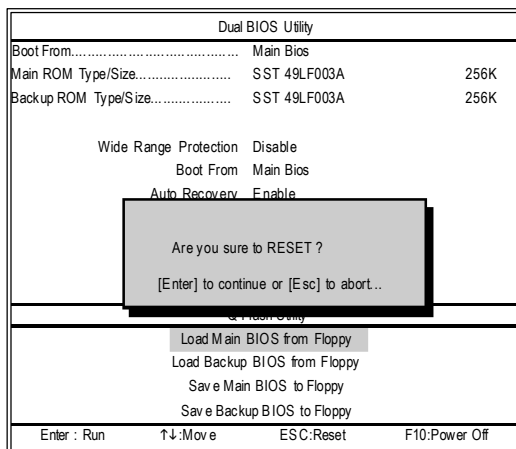 Dual BIOS Utility
Boot From....................................... Main Bios
Main ROM Type/Size....................... SST 49LF003A 256K
Backup ROM Type/Size................... SST 49LF003A 256K
Wide Range Protection Disable
Boot From Main Bios
Auto Recovery Enable
Are you sure to RESET ?
[Enter] to continue or [Esc] to abort...
Flash Utility
Load Main BIOS from Floppy
Load Backup BIOS from Floppy
Save Main BIOS to Floppy
Save Backup BIOS to Floppy
Enter : Run ↑↓:Move ESC:Reset F10:Power Off